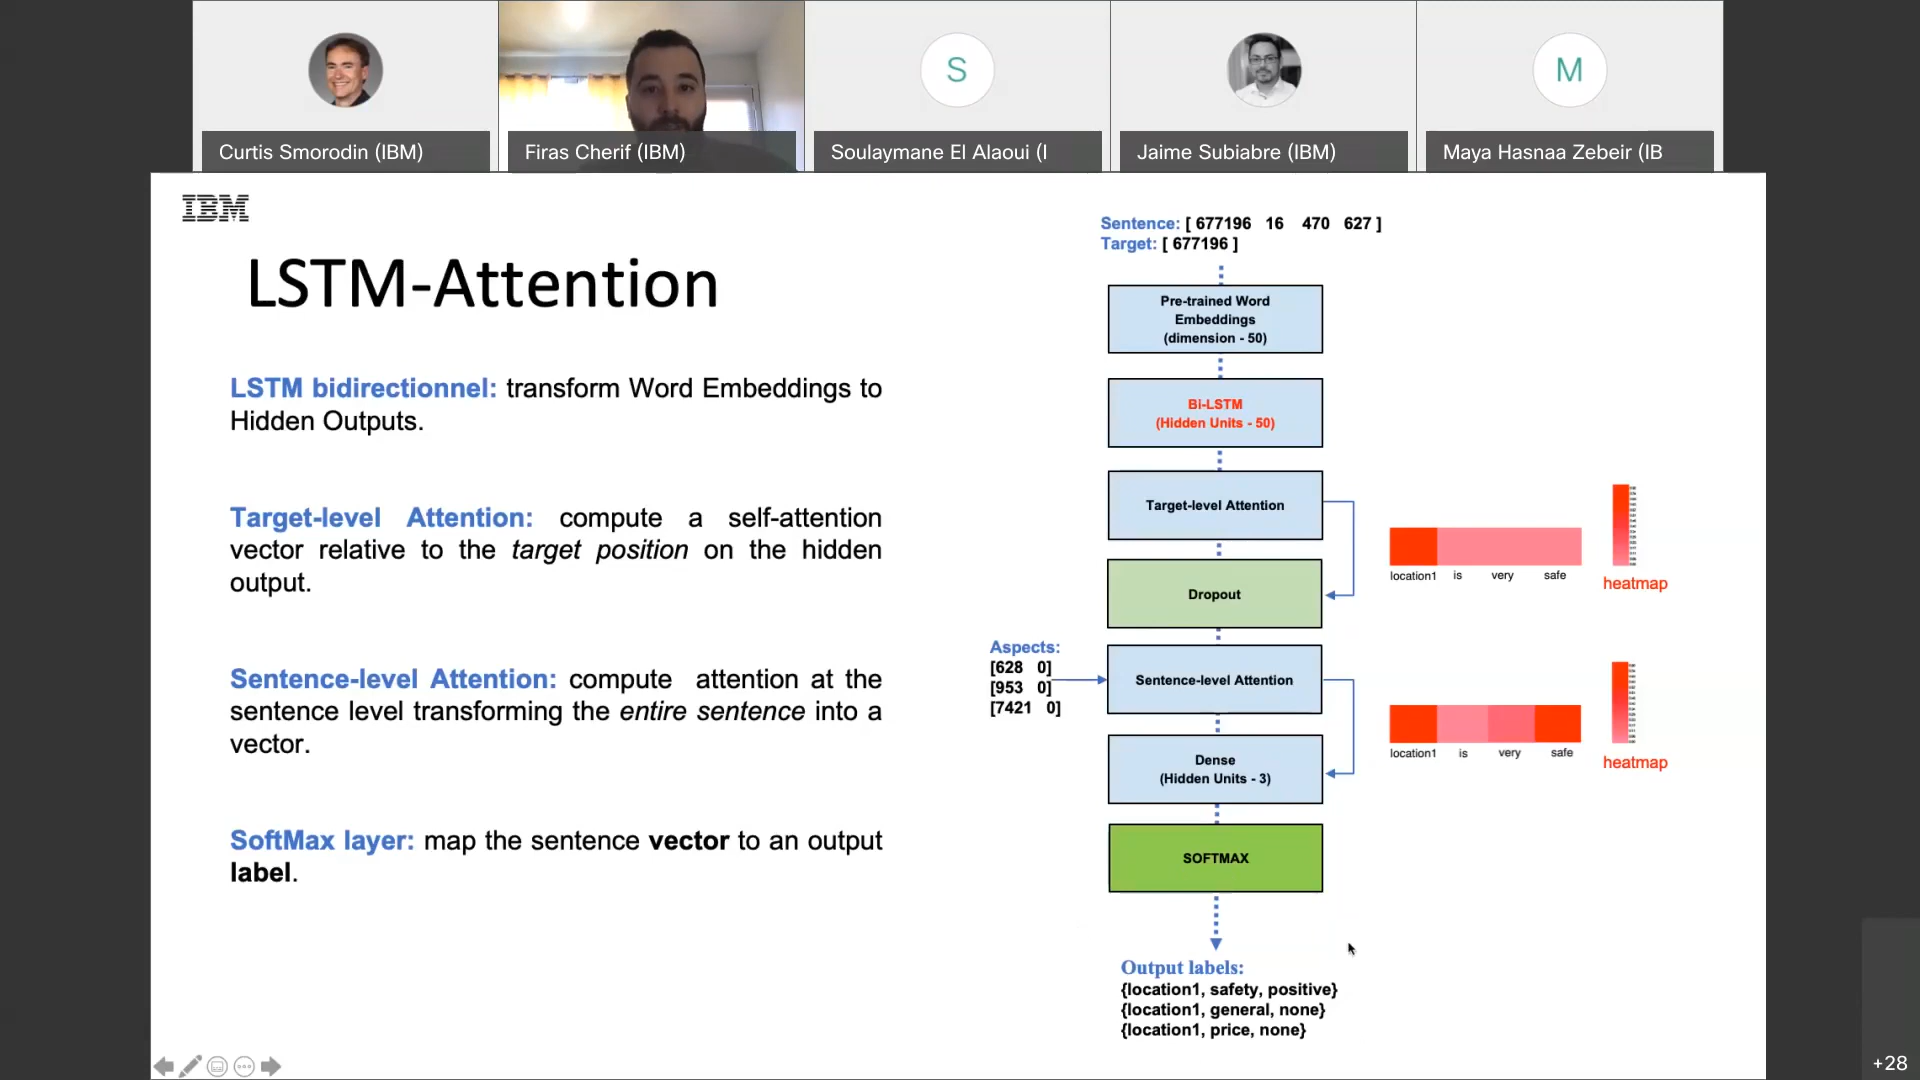 S
M
Curtis Smorodin (IBM)
Firas Cherif (IBM)
Soulaymane El Alaoui (I
Jaime Subiabre (IBM)
Maya Hasnaa Zebeir (IB
IBM
LSTM-Attention
LSTM bidirectionnel: transform Word Embeddings to
Hidden Outputs.
Target-level Attention: compute a self-attention
vector relative to the target position on the hidden
output.
Sentence-level Attention: compute attention at the
sentence level transforming the entire sentence into a
vector.
SoftMax layer: map the sentence vector to an output
label.
Sentence: [ 677196 16 470 627 ]
Target: [ 677196 ]
Pre-trained Word
Embeddings
(dimension - 50)
Bi-LSTM
(Hidden Units - 50)
Target-level Attention
Dropout
Aspects:
[628 0]
[953 0]
[7421 0]
Sentence-level Attention
Dense
(Hidden Units - 3)
SOFTMAX
Output labels:
{location1, safety, positive}
{location1, general, none}
{location1, price, none}
location1 is very safe
heatmap
location1 is very safe
heatmap
+28